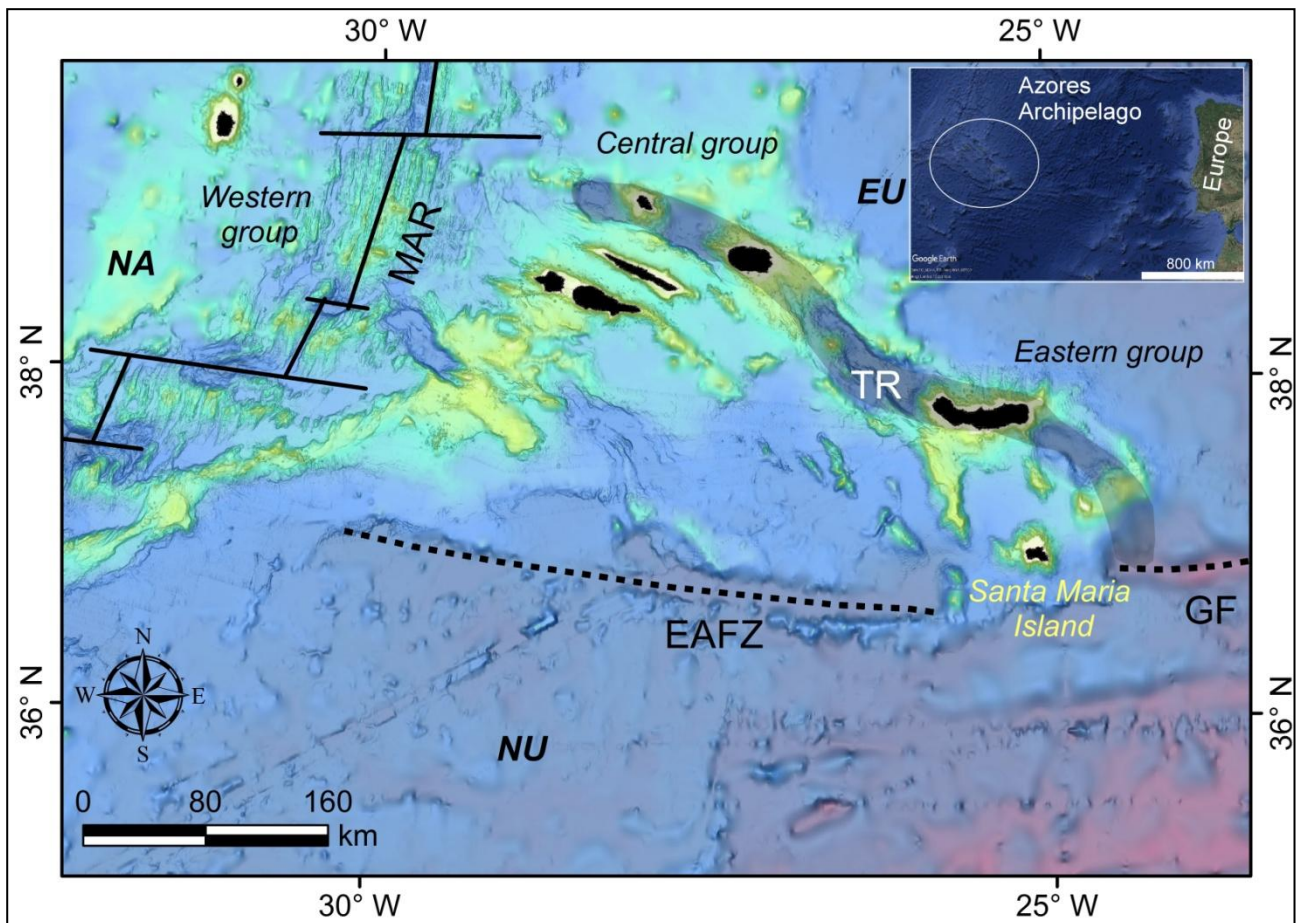 30° W
25° W
Azores
Archipelago
Europe
Google Earth
800 km
Central group
EU
Western
group
MAR
NA
38° N
Eastern group
38° N
TR
Santa Maria
Island
GF
EAFZ
N
W
E
S
36° N
36° N
NU
0
80
160
km
30° W
25° W